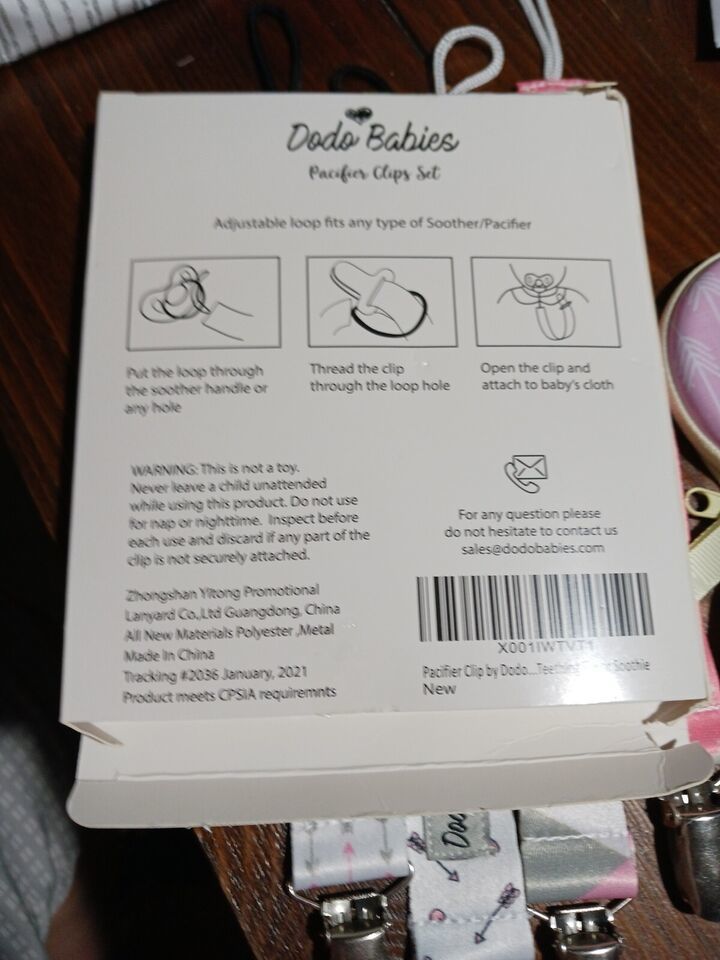 Dodo Babies
Pacifier Clips Set
Adjustable loop fits any type of Soother/Pacifier
Put the loop through
the soother handle or
any hole
Thread the clip
through the loop hole
Open the clip and
attach to baby's cloth
WARNING: This is not a toy.
Never leave a child unattended
while using this product. Do not use
for nap or nighttime. Inspect before
each use and discard if any part of the
clip is not securely attached.
For any question please
do not hesitate to contact us
sales@dodobabies.com
Zhongshan Yitong Promotional
Lanyard Co.,Ltd Guangdong, China
All New Materials Polyester ,Metal
Made In China
Tracking #2036 January, 2021
Product meets CPSIA requiremnts
X001IWTVT1
Pacifier Clip by Dodo...Teething Soothie
New
Do